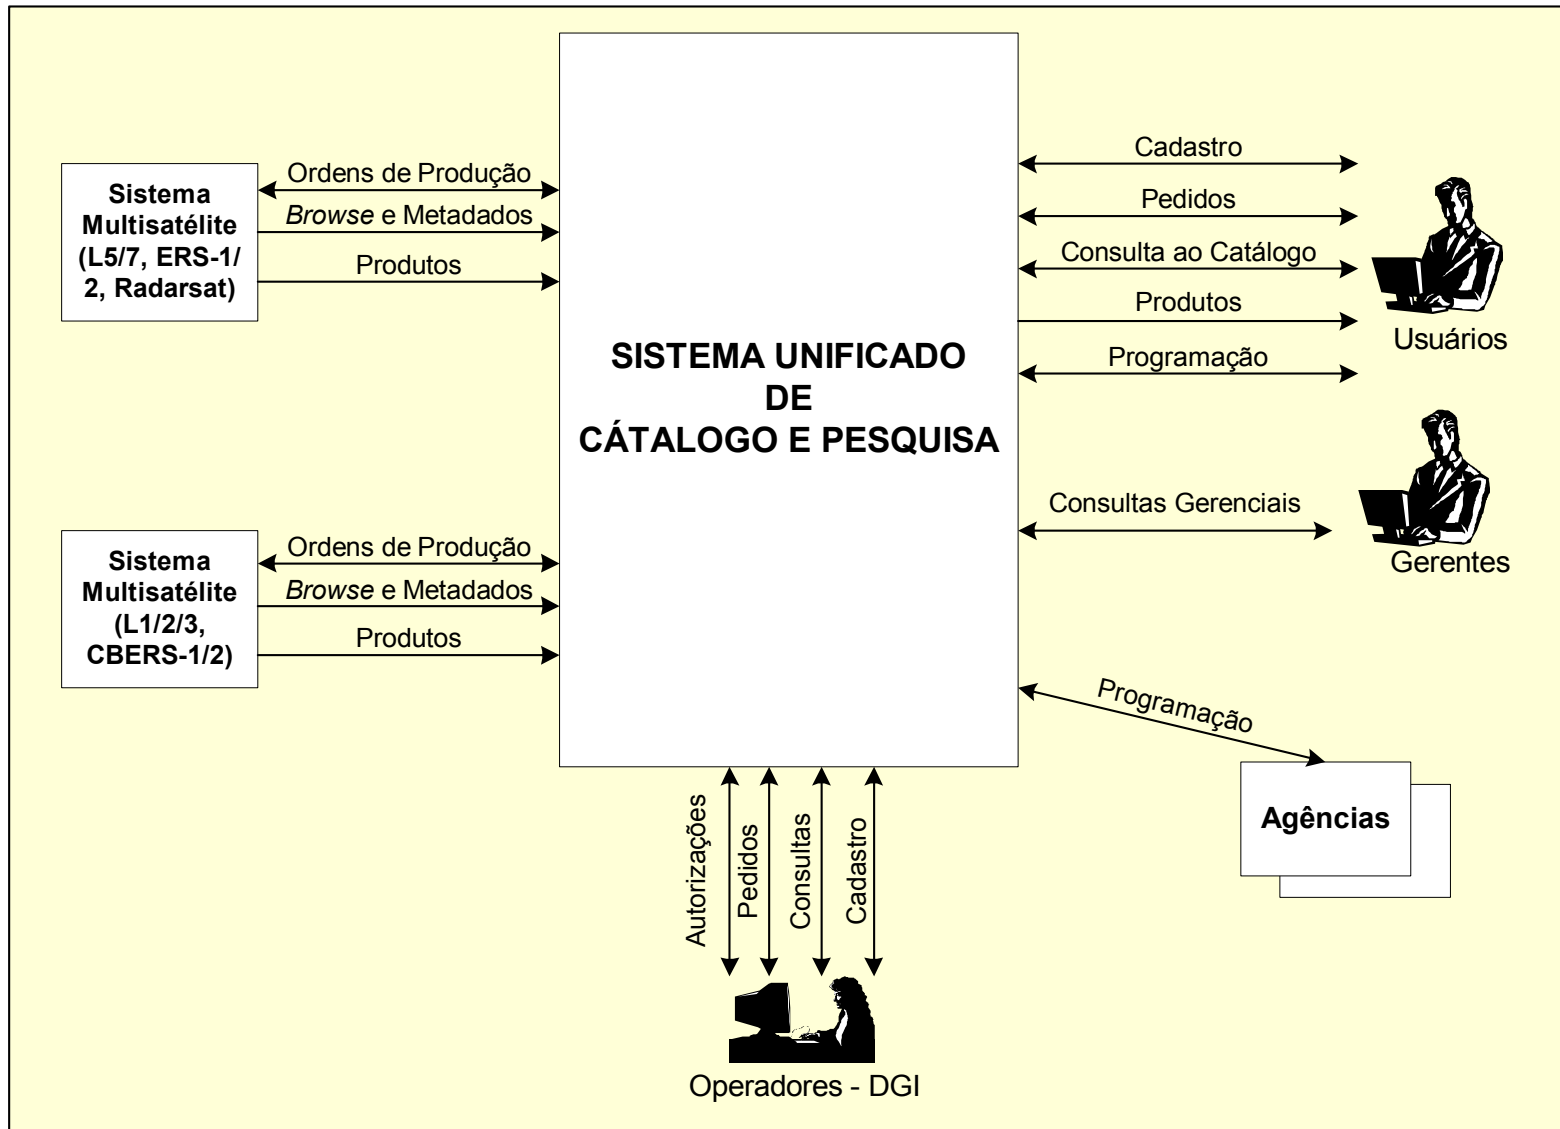 Sistema
Multisatélite
(L5/7, ERS-1/
2, Radarsat)
Ordens de Produção
Browse e Metadados
Produtos
Sistema
Multisatélite
(L1/2/3,
CBERS-1/2)
Ordens de Produção
Browse e Metadados
Produtos
SISTEMA UNIFICADO
DE
CÁTALOGO E PESQUISA
Cadastro
Pedidos
Consulta ao Catálogo
Produtos
Programação
Usuários
Consultas Gerenciais
Gerentes
Programação
Agências
Autorizações
Pedidos
Consultas
Cadastro
Operadores - DGI